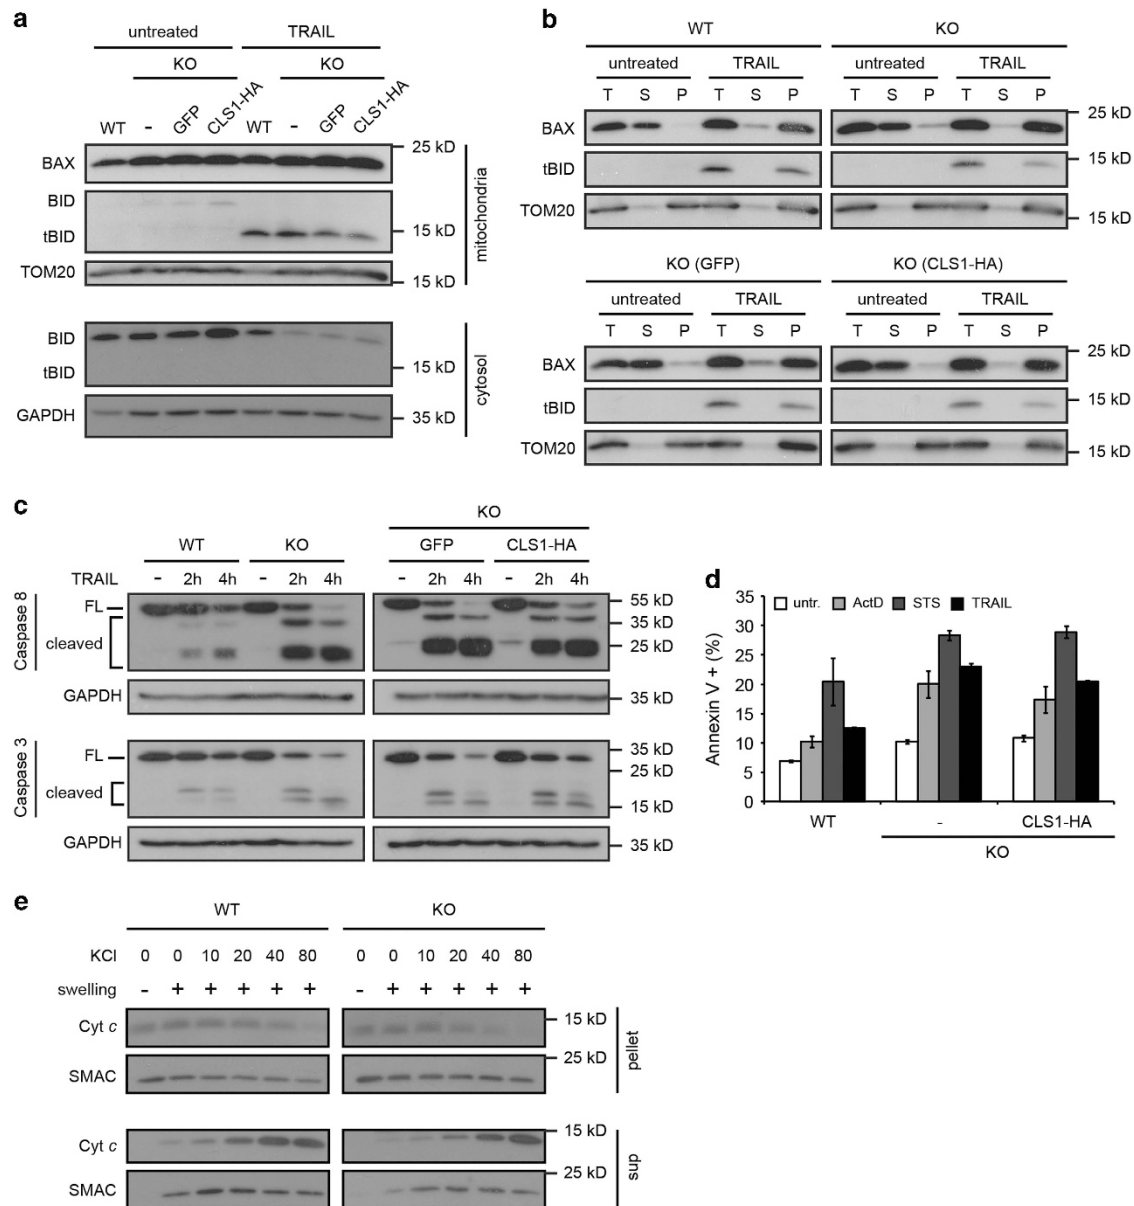 a
untreated TRAIL
KO KO
WT - GFP CLS1-HA WT - GFP CLS1-HA
BAX 25 kD
BID
tBID 15 kD
TOM20 15 kD
mitochondria
BID
tBID 15 kD
GAPDH 35 kD
cytosol
b
WT KO
untreated TRAIL untreated TRAIL
T S P T S P T S P T S P
BAX 25 kD
tBID 15 kD
TOM20 15 kD
KO (GFP) KO (CLS1-HA)
untreated TRAIL untreated TRAIL
T S P T S P T S P T S P
BAX 25 kD
tBID 15 kD
TOM20 15 kD
c
KO
WT KO GFP CLS1-HA
TRAIL - 2h 4h - 2h 4h - 2h 4h - 2h 4h
Caspase 8
FL 55 kD
35 kD
cleaved 25 kD
GAPDH 35 kD
Caspase 3
FL 35 kD
25 kD
cleaved 15 kD
GAPDH 35 kD
d
untr. ActD STS TRAIL
Annexin V + (%)
35
30
25
20
15
10
5
0
WT - CLS1-HA
KO
e
WT KO
KCl 0 0 10 20 40 80 0 0 10 20 40 80
swelling - + + + + + - + + + + +
Cyt c 15 kD
SMAC 25 kD
pellet
Cyt c 15 kD
SMAC 25 kD
sup